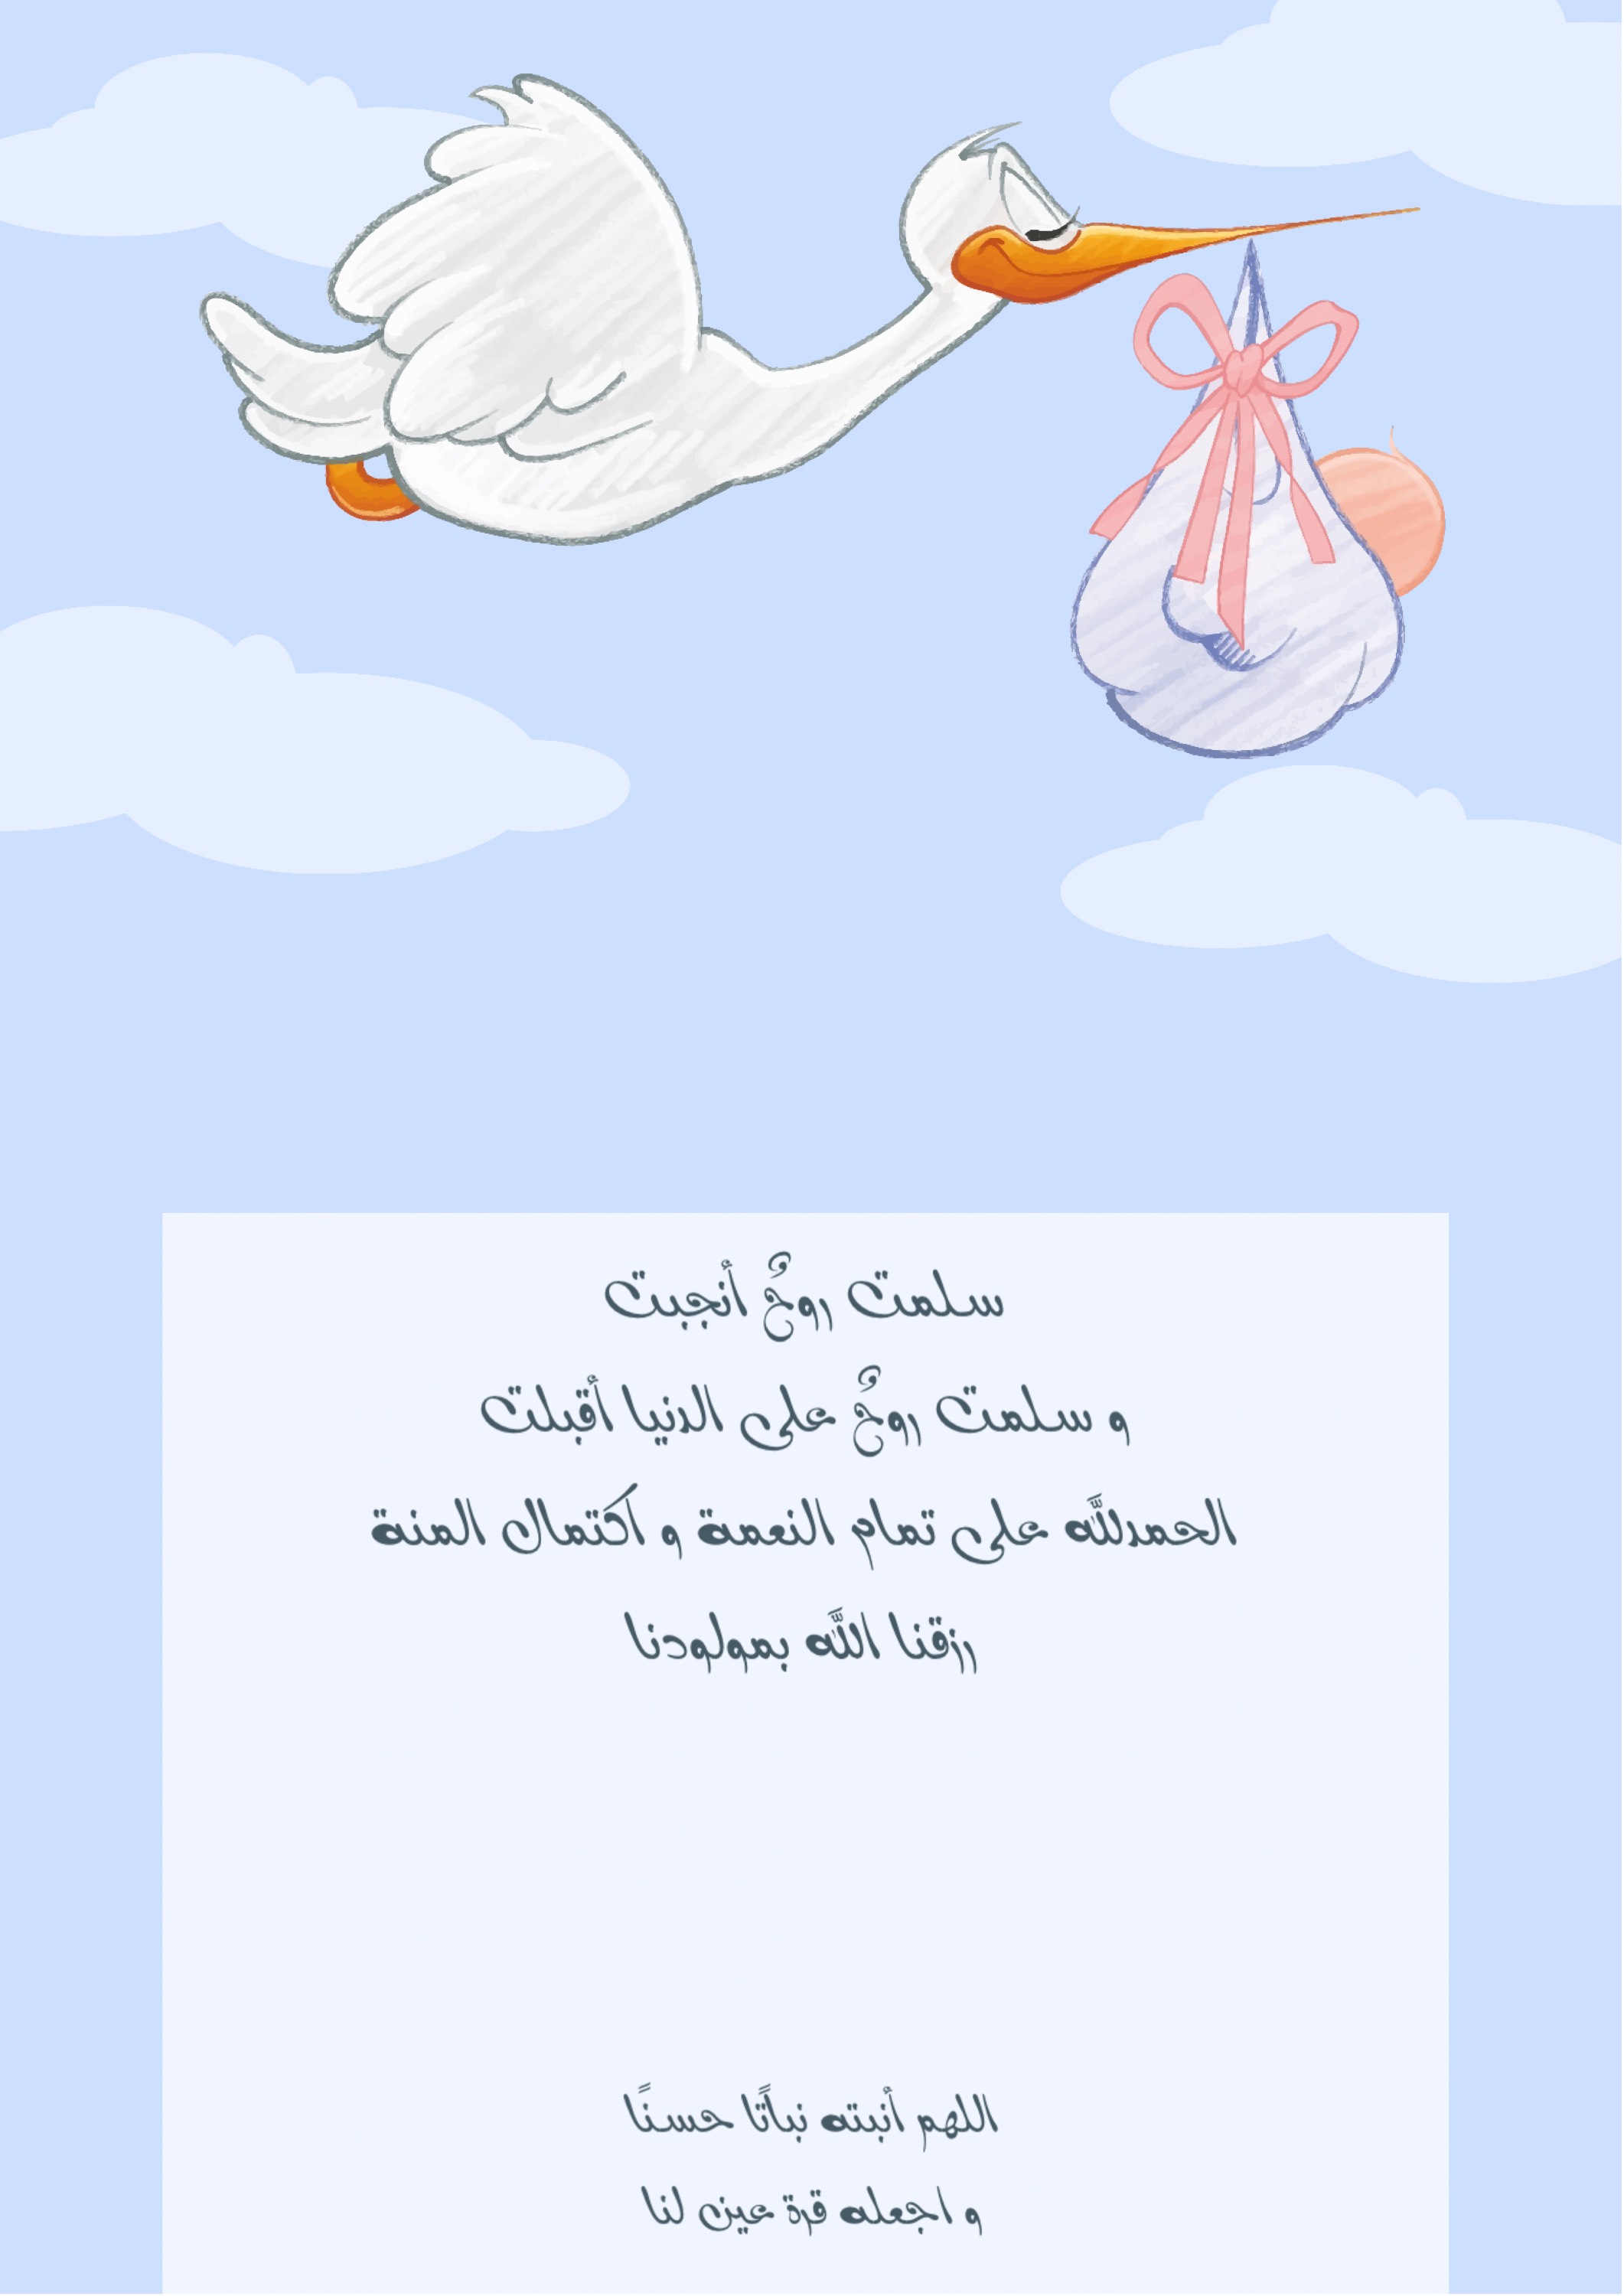 سلمت روحٌ أنجبت
و سلمت روحٌ على الدنيا أقبلت
الحمدلله على تمام النعمة و اكتمال المنة
رزقنا الله بمولودنا
اللهم أنبته نباتًا حسنًا
و اجعله قرة عين لنا